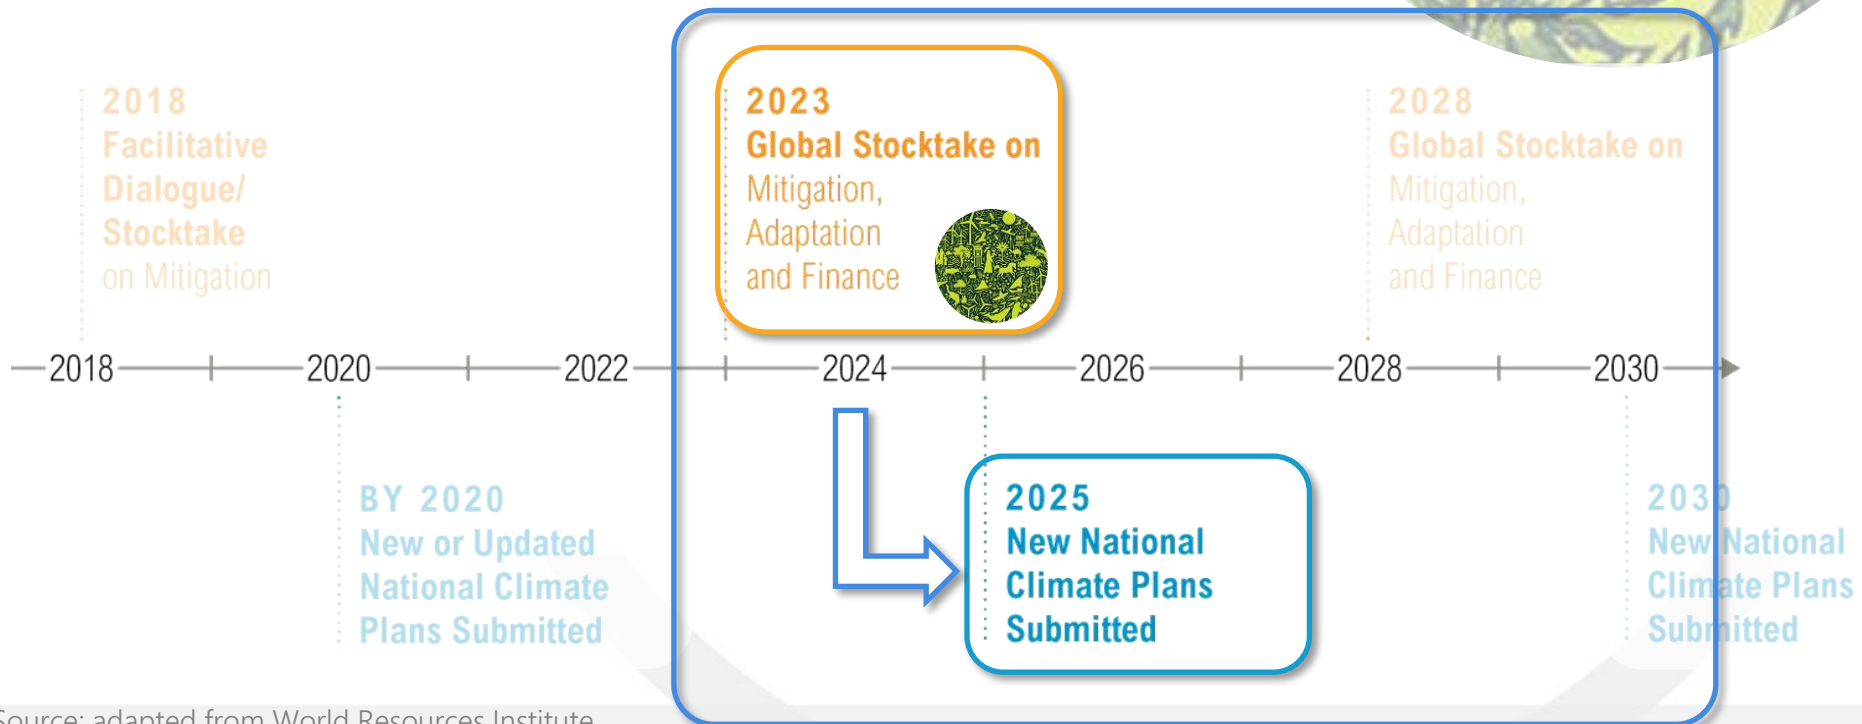 2018
Facilitative
Dialogue/
Stocktake
on Mitigation
2023
Global Stocktake on
Mitigation,
Adaptation
and Finance
2028
Global Stocktake on
Mitigation,
Adaptation
and Finance
2018 2020 2022 2024 2026 2028 2030
BY 2020
New or Updated
National Climate
Plans Submitted
2025
New National
Climate Plans
Submitted
2030
New National
Climate Plans
Submitted
Source: adapted from World Resources Institute